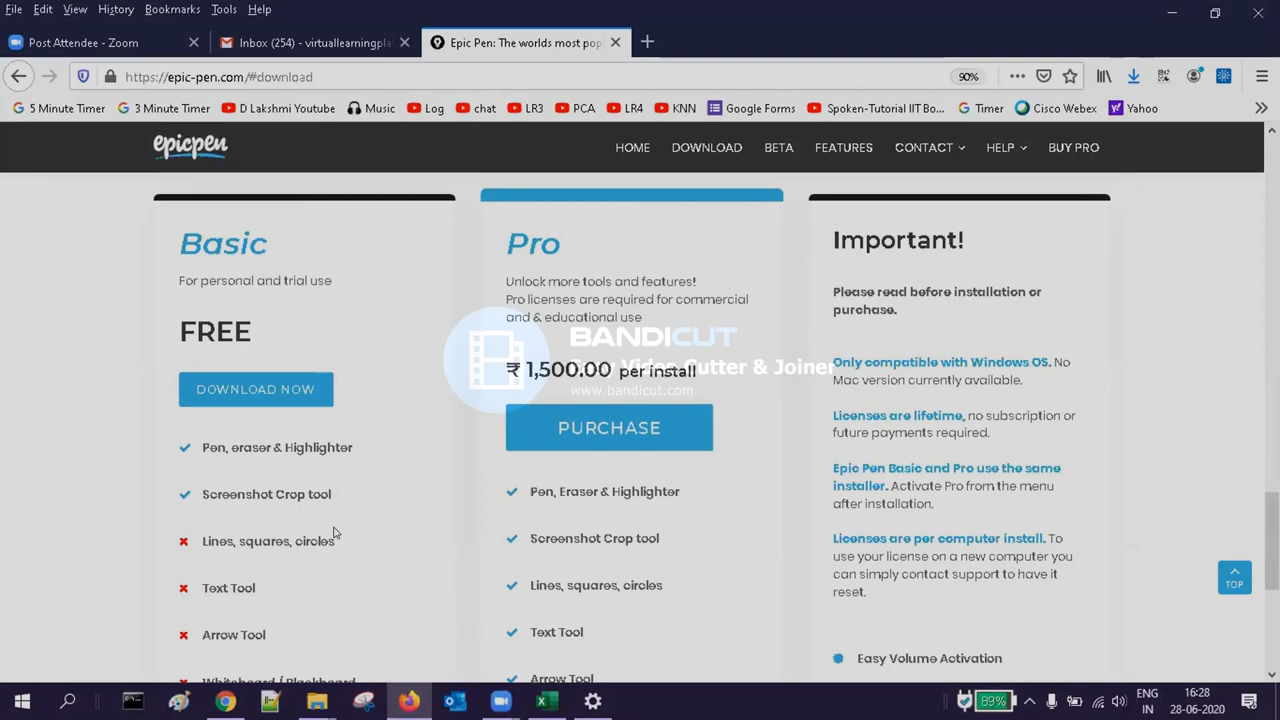 File Edit View History Bookmarks Tools Help
Post Attendee - Zoom
Inbox (254) - virtuallearningpla
Epic Pen: The worlds most pop
https://epic-pen.com/#download
90%
5 Minute Timer
3 Minute Timer
D Lakshmi Youtube
Music
Log
chat
LR3
PCA
LR4
KNN
Google Forms
Spoken-Tutorial IIT Bo...
Timer
Cisco Webex
Yahoo
epicpen
HOME
DOWNLOAD
BETA
FEATURES
CONTACT
HELP
BUY PRO
Basic
For personal and trial use
FREE
DOWNLOAD NOW
Pen, eraser & Highlighter
Screenshot Crop tool
Lines, squares, circles
Text Tool
Arrow Tool
Whiteboard / Blackboard
Pro
Unlock more tools and features!
Pro licenses are required for commercial
and & educational use
₹ 1,500.00 per install
PURCHASE
Pen, Eraser & Highlighter
Screenshot Crop tool
Lines, squares, circles
Text Tool
Arrow Tool
BANDICUT
Easy Video Cutter & Joiner
www.bandicut.com
Important!
Please read before installation or
purchase.
Only compatible with Windows OS. No
Mac version currently available.
Licenses are lifetime, no subscription or
future payments required.
Epic Pen Basic and Pro use the same
installer. Activate Pro from the menu
after installation.
Licenses are per computer install. To
use your license on a new computer you
can simply contact support to have it
reset.
Easy Volume Activation
TOP
89%
ENG
IN
16:28
28-06-2020